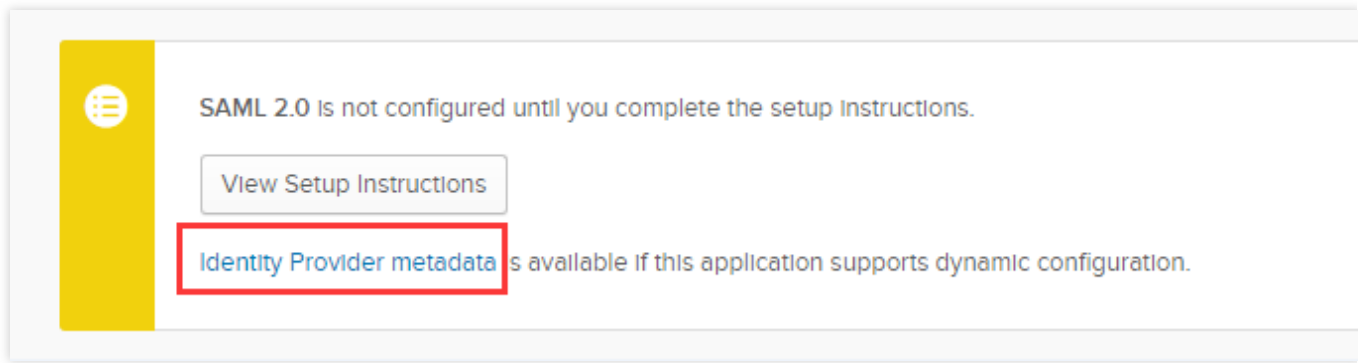 SAML 2.0 is not configured until you complete the setup instructions.
View Setup Instructions
Identity Provider metadata is available if this application supports dynamic configuration.